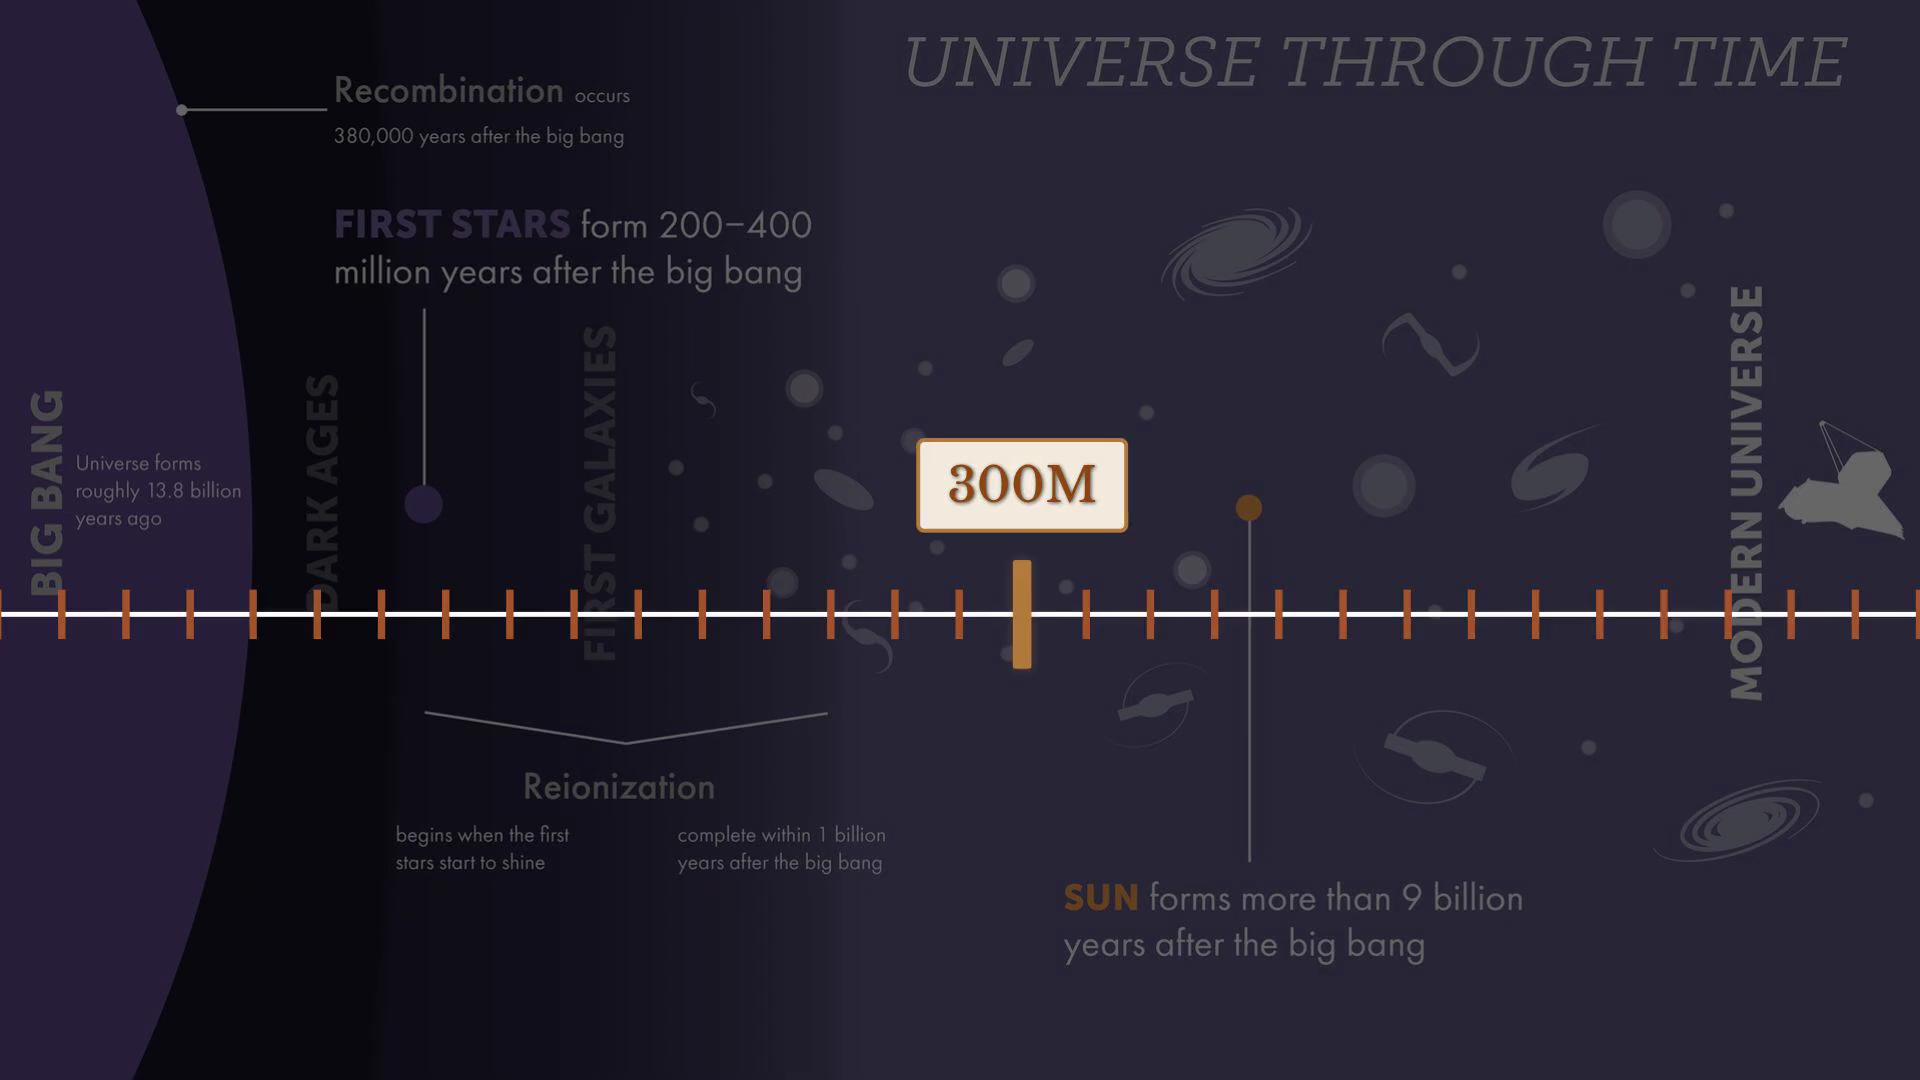 UNIVERSE THROUGH TIME
Recombination occurs
380,000 years after the big bang
FIRST STARS form 200–400
million years after the big bang
BIG BANG
Universe forms
roughly 13.8 billion
years ago
DARK AGES
FIRST GALAXIES
300M
MODERN UNIVERSE
Reionization
begins when the first
stars start to shine
complete within 1 billion
years after the big bang
SUN forms more than 9 billion
years after the big bang